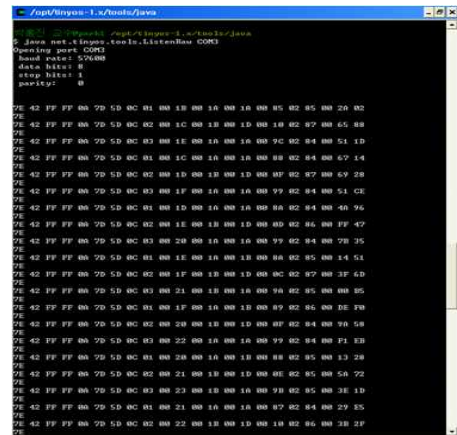 /opt/tinyos-1.x/tools/java
/opt/tinyos-1.x/tools/java
$ java net.tinyos.tools.ListenRaw COM3
Opening port COM3
baud rate: 57600
data bits: 8
stop bits: 1
parity: 0
7E 42 FF FF 0A 7D 5D 0C 01 00 1B 00 1A 00 1A 00 85 02 85 00 2A 02
7E
7E 42 FF FF 0A 7D 5D 0C 02 00 1C 00 1B 00 1D 00 10 02 87 00 65 88
7E
7E 42 FF FF 0A 7D 5D 0C 03 00 1E 00 1A 00 1A 00 9C 02 84 00 51 1D
7E
7E 42 FF FF 0A 7D 5D 0C 01 00 1C 00 1A 00 1A 00 88 02 84 00 67 14
7E
7E 42 FF FF 0A 7D 5D 0C 02 00 1D 00 1B 00 1D 00 0F 02 87 00 69 28
7E
7E 42 FF FF 0A 7D 5D 0C 03 00 1F 00 1A 00 1A 00 99 02 84 00 51 CE
7E
7E 42 FF FF 0A 7D 5D 0C 01 00 1D 00 1A 00 1A 00 8A 02 84 00 4A 96
7E
7E 42 FF FF 0A 7D 5D 0C 02 00 1E 00 1B 00 1D 00 0D 02 86 00 FF 47
7E
7E 42 FF FF 0A 7D 5D 0C 03 00 20 00 1A 00 1A 00 99 02 84 00 7B 35
7E
7E 42 FF FF 0A 7D 5D 0C 01 00 1E 00 1A 00 1B 00 8A 02 85 00 14 51
7E
7E 42 FF FF 0A 7D 5D 0C 02 00 1F 00 1B 00 1D 00 0C 02 87 00 3F 6D
7E
7E 42 FF FF 0A 7D 5D 0C 03 00 21 00 1B 00 1A 00 9A 02 85 00 00 B5
7E
7E 42 FF FF 0A 7D 5D 0C 01 00 1F 00 1A 00 1B 00 89 02 86 00 DE F0
7E
7E 42 FF FF 0A 7D 5D 0C 02 00 20 00 1B 00 1D 00 0F 02 84 00 9A 58
7E
7E 42 FF FF 0A 7D 5D 0C 03 00 22 00 1A 00 1A 00 99 02 84 00 F1 EB
7E
7E 42 FF FF 0A 7D 5D 0C 01 00 20 00 1A 00 1B 00 88 02 85 00 13 28
7E
7E 42 FF FF 0A 7D 5D 0C 02 00 21 00 1B 00 1D 00 0E 02 85 00 5A 72
7E
7E 42 FF FF 0A 7D 5D 0C 03 00 23 00 1B 00 1A 00 9B 02 85 00 3E 1D
7E
7E 42 FF FF 0A 7D 5D 0C 01 00 21 00 1A 00 1A 00 87 02 84 00 29 E5
7E
7E 42 FF FF 0A 7D 5D 0C 02 00 22 00 1B 00 1D 00 10 02 86 00 3B 2F
7E